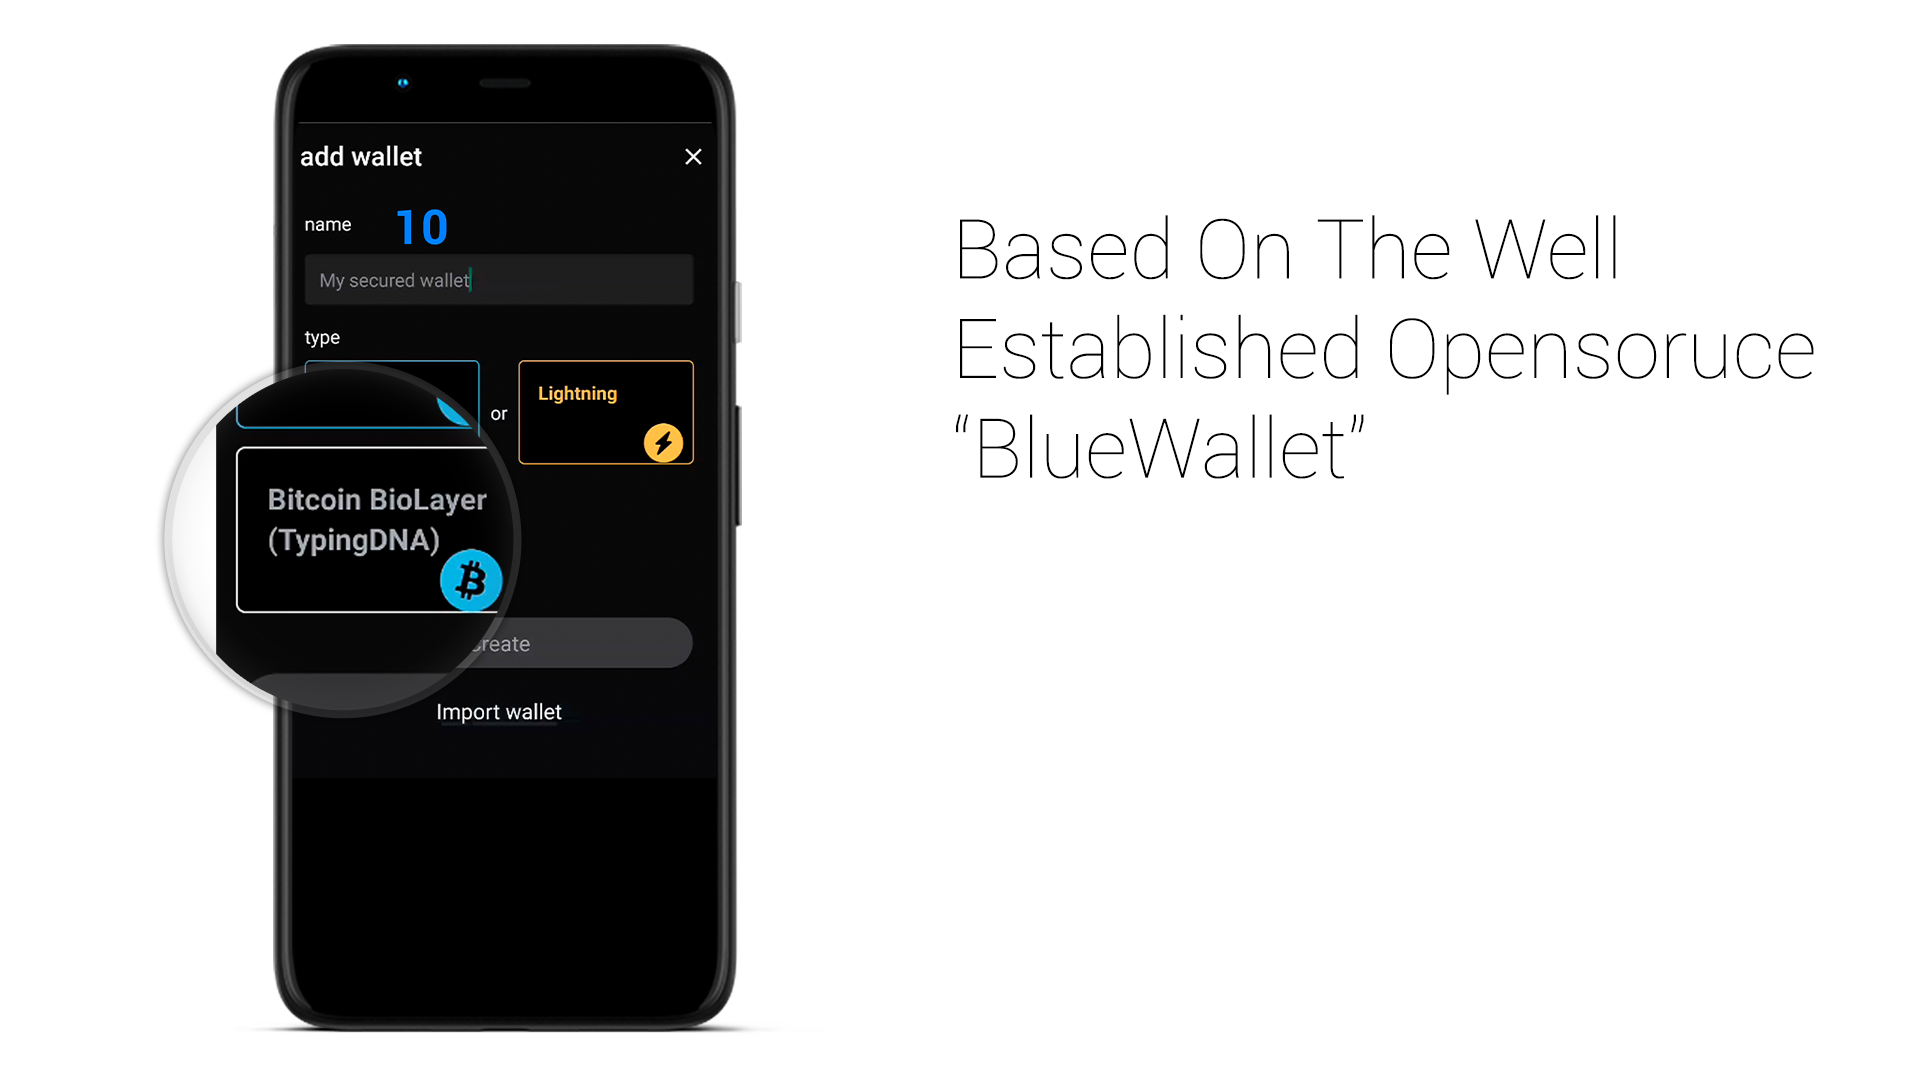 add wallet
name 10
My secured wallet
type
Lightning
or
Bitcoin BioLayer
(TypingDNA)
Import wallet
Based On The Well
Established Opensoruce
“BlueWallet”